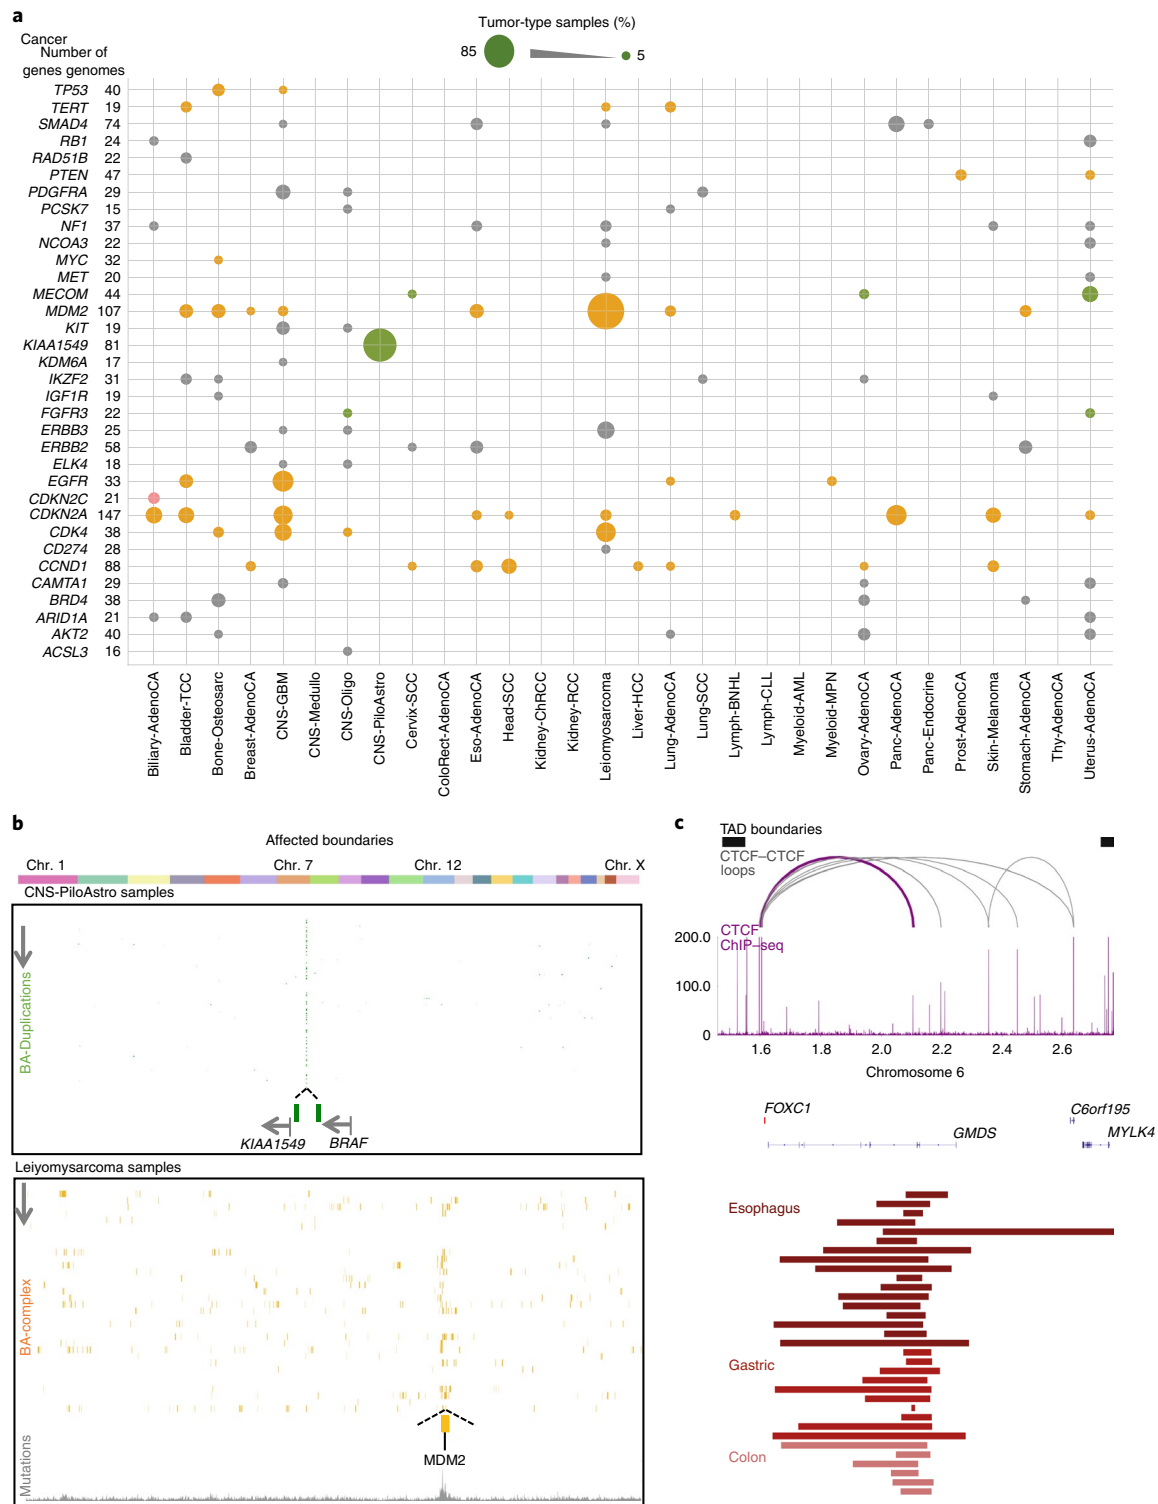 a
Tumor-type samples (%)
85
5
Cancer
Number of
genes genomes
TP53 40
TERT 19
SMAD4 74
RB1 24
RAD51B 22
PTEN 47
PDGFRA 29
PCSK7 15
NF1 37
NCOA3 22
MYC 32
MET 20
MECOM 44
MDM2 107
KIT 19
KIAA1549 81
KDM6A 17
IKZF2 31
IGF1R 19
FGFR3 22
ERBB3 25
ERBB2 58
ELK4 18
EGFR 33
CDKN2C 21
CDKN2A 147
CDK4 38
CD274 28
CCND1 88
CAMTA1 29
BRD4 38
ARID1A 21
AKT2 40
ACSL3 16
Biliary-AdenoCA
Bladder-TCC
Bone-Osteosarc
Breast-AdenoCA
CNS-GBM
CNS-Medullo
CNS-Oligo
CNS-PiloAstro
Cervix-SCC
ColoRect-AdenoCA
Eso-AdenoCA
Head-SCC
Kidney-ChRCC
Kidney-RCC
Leiomyosarcoma
Liver-HCC
Lung-AdenoCA
Lung-SCC
Lymph-BNHL
Lymph-CLL
Myeloid-AML
Myeloid-MPN
Ovary-AdenoCA
Panc-AdenoCA
Panc-Endocrine
Prost-AdenoCA
Skin-Melanoma
Stomach-AdenoCA
Thy-AdenoCA
Uterus-AdenoCA
b
Affected boundaries
Chr. 1 Chr. 7 Chr. 12 Chr. X
CNS-PiloAstro samples
BA-Duplications
KIAA1549 BRAF
Leiyomysarcoma samples
BA-complex
MDM2
Mutations
c
TAD boundaries
CTCF–CTCF
loops
CTCF
ChIP–seq
200.0
100.0
0
1.6 1.8 2.0 2.2 2.4 2.6
Chromosome 6
FOXC1 C6orf195
GMDS MYLK4
Esophagus
Gastric
Colon